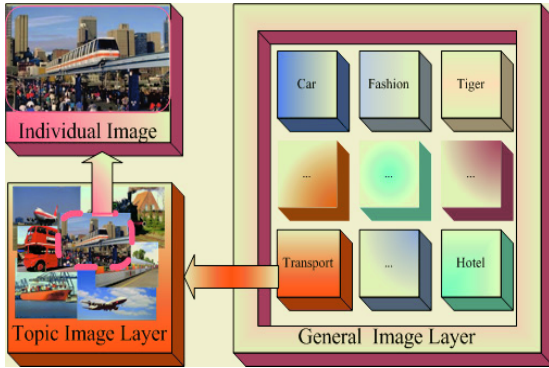 Individual Image
Topic Image Layer
Car
Fashion
Tiger
...
...
...
Transport
...
Hotel
General Image Layer